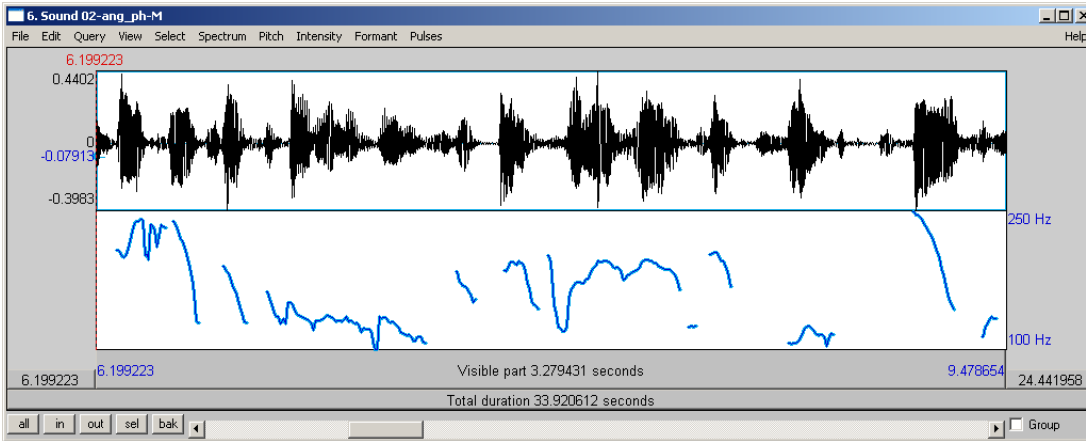 6. Sound 02-ang_ph-M
File Edit Query View Select Spectrum Pitch Intensity Formant Pulses Help
6.199223
0.4402
0
-0.07913
-0.3983
250 Hz
100 Hz
6.199223 6.199223 Visible part 3.279431 seconds 9.478654 24.441958
Total duration 33.920612 seconds
all in out sel bak Group